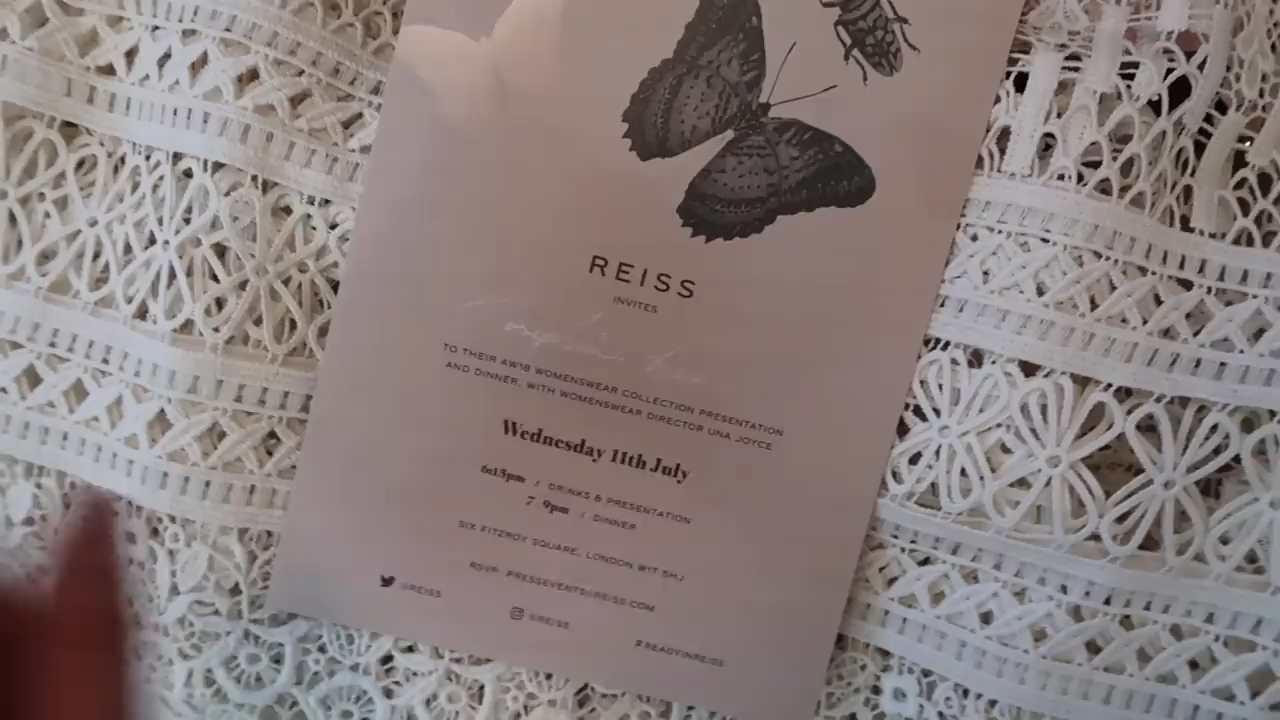 REISS
INVITES
TO THEIR AW18 WOMENSWEAR COLLECTION PRESENTATION
AND DINNER, WITH WOMENSWEAR DIRECTOR UNA JOYCE
Wednesday 11th July
6:15pm / DRINKS & PRESENTATION
7 - 9pm / DINNER
SIX FITZROY SQUARE, LONDON W1T 5HJ
RSVP: PRESSEVENTS@REISS.COM
@REISS
@REISS
#READYINREISS